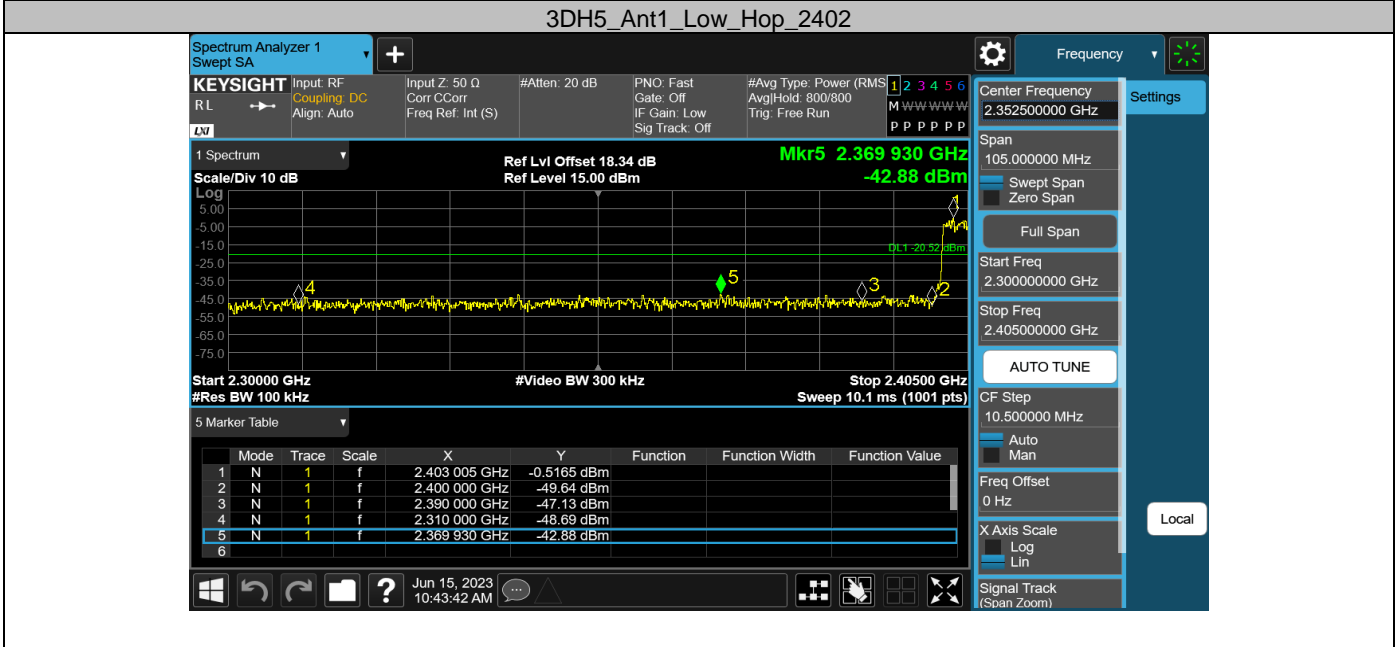 3DH5_Ant1_Low_Hop_2402
Spectrum Analyzer 1
Swept SA
Frequency
KEYSIGHT
R L
LXI
Input: RF
Coupling: DC
Align: Auto
Input Z: 50 Ω
Corr CCorr
Freq Ref: Int (S)
#Atten: 20 dB
PNO: Fast
Gate: Off
IF Gain: Low
Sig Track: Off
#Avg Type: Power (RMS
Avg|Hold: 800/800
Trig: Free Run
1 2 3 4 5 6
M W W W W W
P P P P P P
1 Spectrum
Scale/Div 10 dB
Ref Lvl Offset 18.34 dB
Ref Level 15.00 dBm
Mkr5 2.369 930 GHz
-42.88 dBm
Log
5.00
-5.00
-15.0
-25.0
-35.0
-45.0
-55.0
-65.0
-75.0
DL1 -20.52 dBm
1
2
3
4
5
Start 2.30000 GHz
#Video BW 300 kHz
Stop 2.40500 GHz
#Res BW 100 kHz
Sweep 10.1 ms (1001 pts)
5 Marker Table
Mode Trace Scale X Y Function Function Width Function Value
1 N 1 f 2.403 005 GHz -0.5165 dBm
2 N 1 f 2.400 000 GHz -49.64 dBm
3 N 1 f 2.390 000 GHz -47.13 dBm
4 N 1 f 2.310 000 GHz -48.69 dBm
5 N 1 f 2.369 930 GHz -42.88 dBm
6
?
Jun 15, 2023
10:43:42 AM
Center Frequency
2.352500000 GHz
Span
105.000000 MHz
Swept Span
Zero Span
Full Span
Start Freq
2.300000000 GHz
Stop Freq
2.405000000 GHz
AUTO TUNE
CF Step
10.500000 MHz
Auto
Man
Freq Offset
0 Hz
X Axis Scale
Log
Lin
Signal Track
(Span Zoom)
Settings
Local